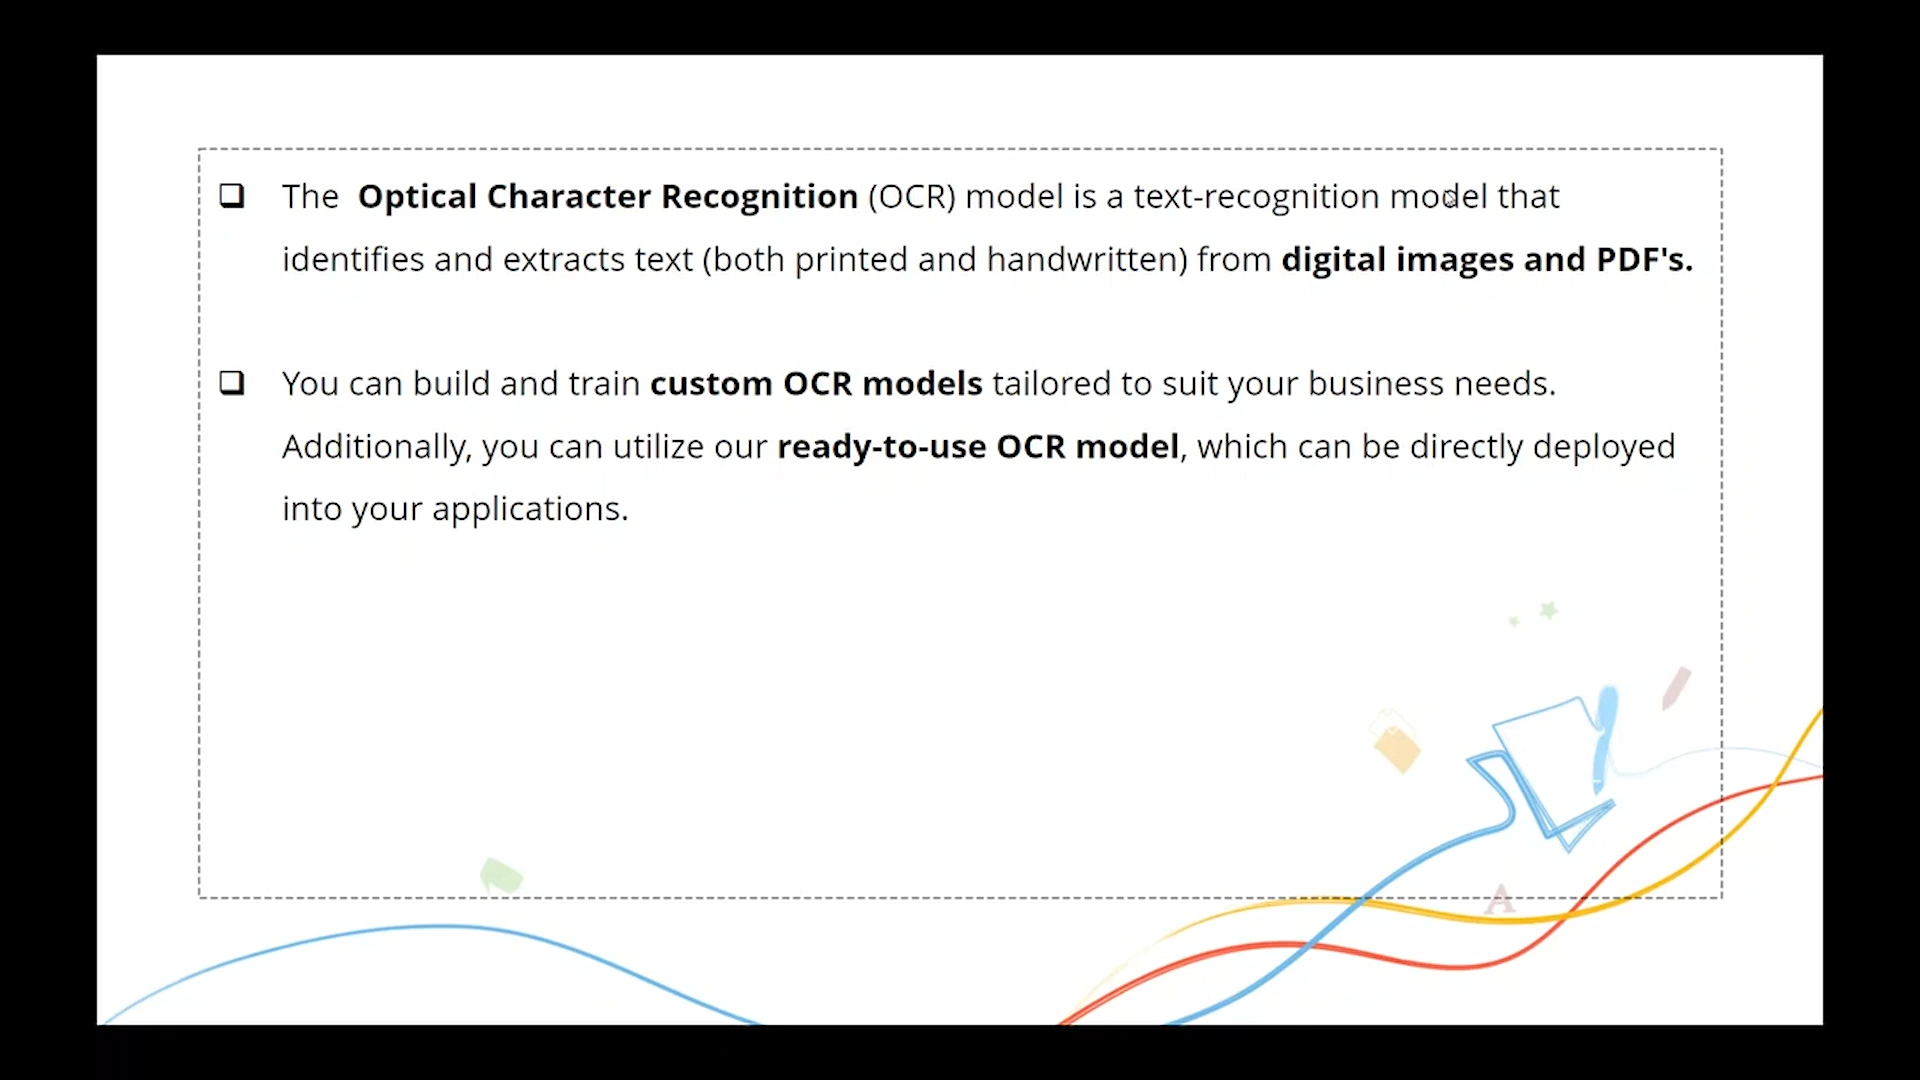 ❑ The Optical Character Recognition (OCR) model is a text-recognition model that
identifies and extracts text (both printed and handwritten) from digital images and PDF's.
❑ You can build and train custom OCR models tailored to suit your business needs.
Additionally, you can utilize our ready-to-use OCR model, which can be directly deployed
into your applications.
A